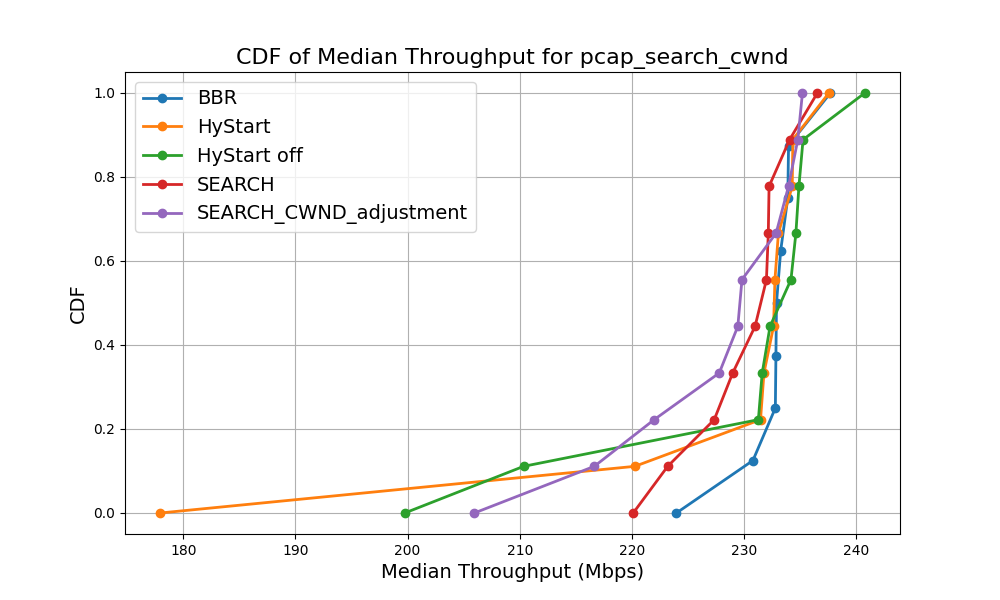 CDF of Median Throughput for pcap_search_cwnd
BBR
HyStart
HyStart off
SEARCH
SEARCH_CWND_adjustment
CDF
1.0
0.8
0.6
0.4
0.2
0.0
180 190 200 210 220 230 240
Median Throughput (Mbps)